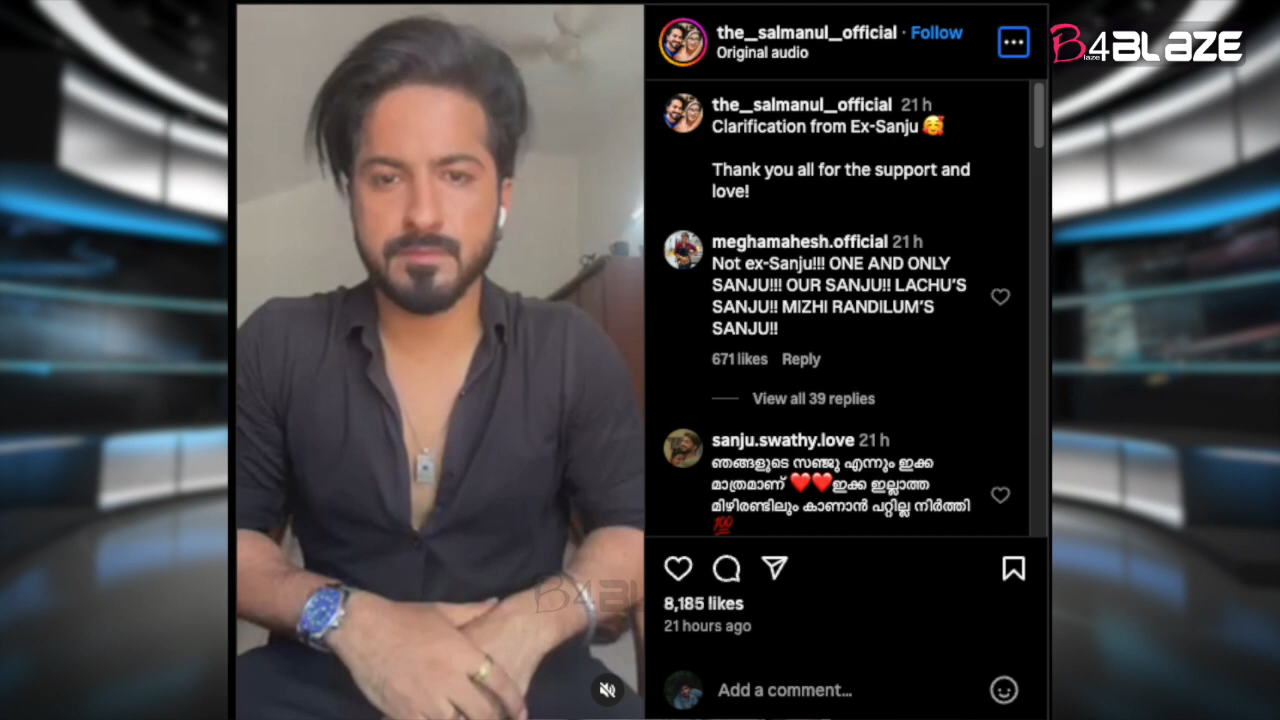 the__salmanul__official · Follow
Original audio
B4BLAZE
laze
the__salmanul__official 21 h
Clarification from Ex-Sanju 🥰
Thank you all for the support and
love!
meghamahesh.official 21 h
Not ex-Sanju!!! ONE AND ONLY
SANJU!!! OUR SANJU!! LACHU'S
SANJU!! MIZHI RANDILUM'S
SANJU!!
671 likes Reply
View all 39 replies
sanju.swathy.love 21 h
ഞങ്ങളുടെ സഞ്ജു എന്നും ഇക്ക
മാത്രമാണ് ❤️❤️ഇക്ക ഇല്ലാത്ത
മിഴിരണ്ടിലും കാണാൻ പറ്റില്ല നിർത്തി
💯
8,185 likes
21 hours ago
Add a comment...
B4BLAZE